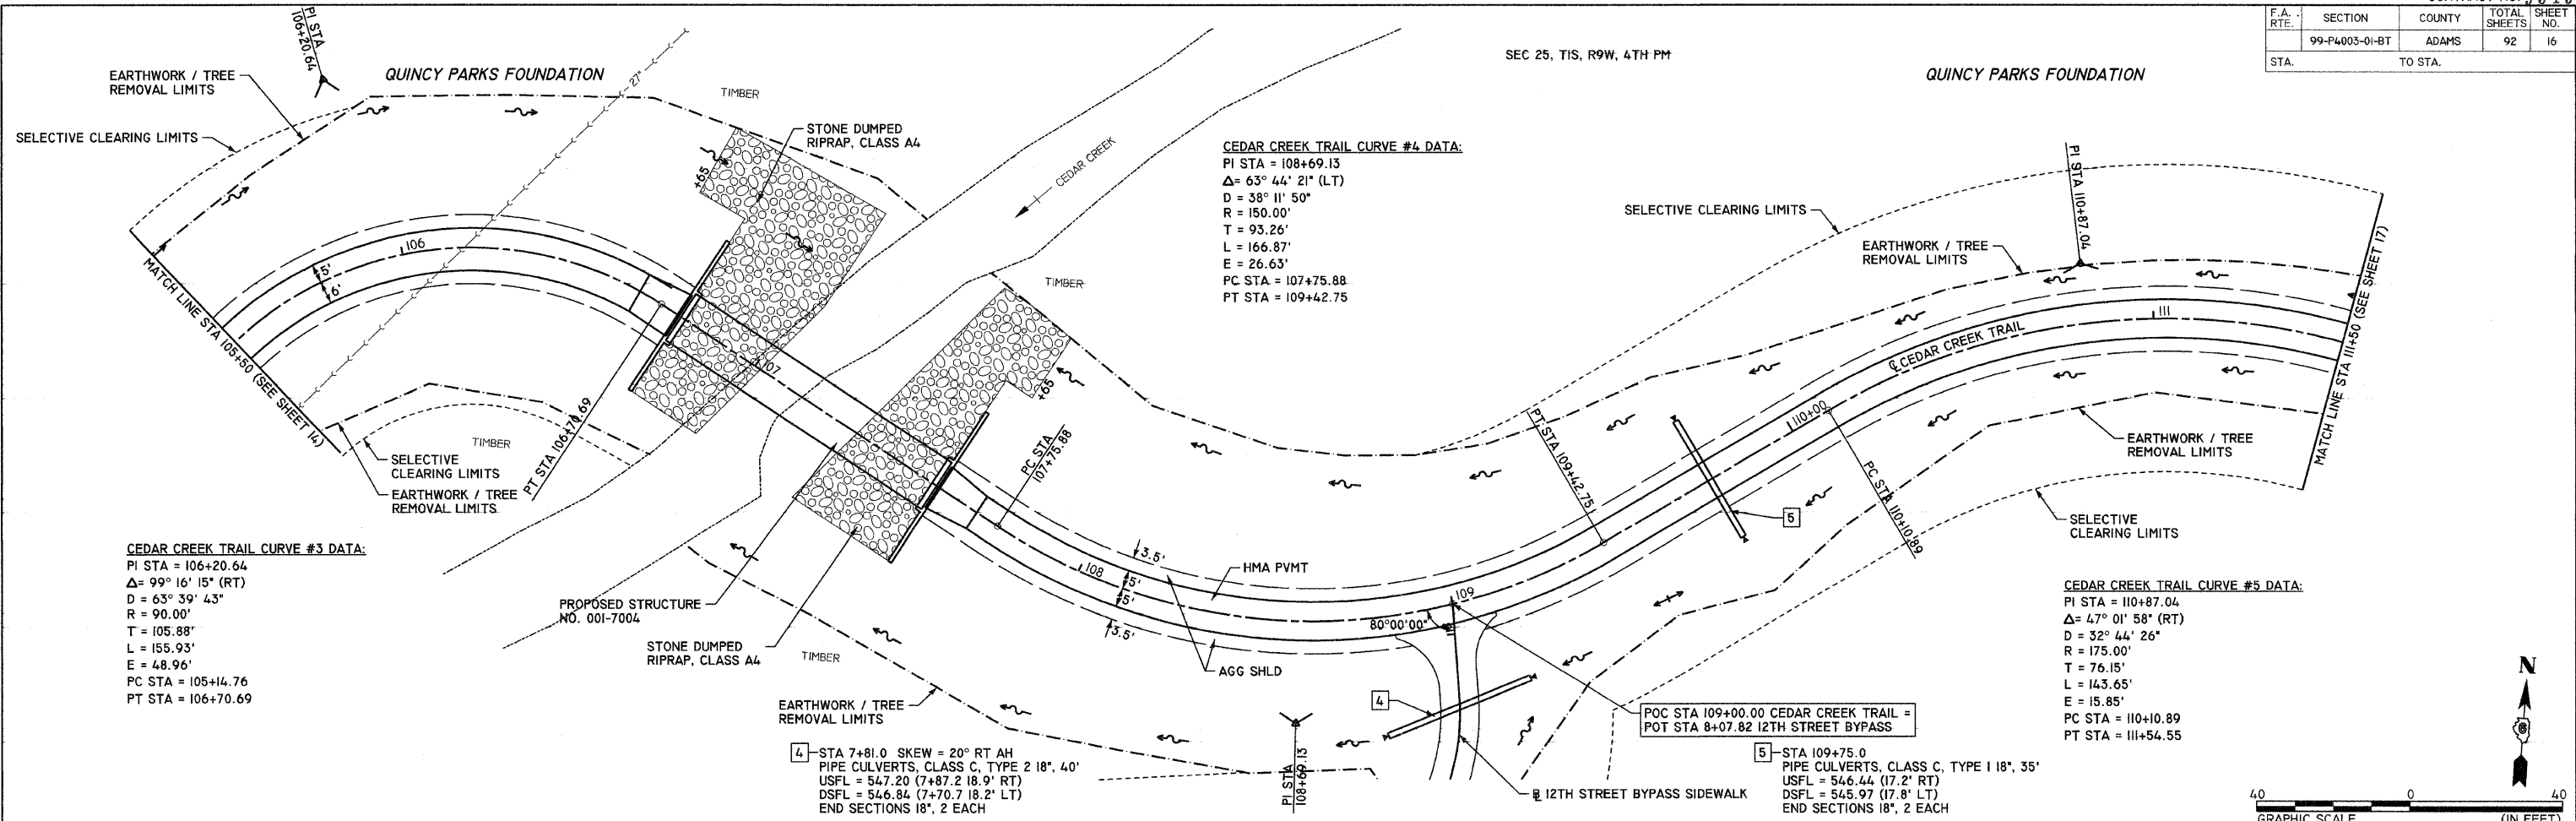 F.A. RTE.
SECTION
COUNTY
TOTAL SHEETS
SHEET NO.
99-P4003-01-BT
ADAMS
92
16
STA.
TO STA.
SEC 25, T1S, R9W, 4TH PM
PI STA
106+20.64
EARTHWORK / TREE
REMOVAL LIMITS
QUINCY PARKS FOUNDATION
27"
TIMBER
SELECTIVE CLEARING LIMITS
STONE DUMPED
RIPRAP, CLASS A4
+65
CEDAR CREEK
106
5'
6'
MATCH LINE STA 105+50 (SEE SHEET 14)
TIMBER
SELECTIVE
CLEARING LIMITS
EARTHWORK / TREE
REMOVAL LIMITS
PT STA 106+70.69
107
TIMBER
+65
PC STA
107+75.88
CEDAR CREEK TRAIL CURVE #4 DATA:
PI STA = 108+69.13
Δ= 63° 44' 21" (LT)
D = 38° 11' 50"
R = 150.00'
T = 93.26'
L = 166.87'
E = 26.63'
PC STA = 107+75.88
PT STA = 109+42.75
QUINCY PARKS FOUNDATION
SELECTIVE CLEARING LIMITS
EARTHWORK / TREE
REMOVAL LIMITS
PI STA 110+87.04
111
CEDAR CREEK TRAIL
110+00
MATCH LINE STA 111+50 (SEE SHEET 17)
EARTHWORK / TREE
REMOVAL LIMITS
SELECTIVE
CLEARING LIMITS
PT STA 109+42.75
PC STA 110+10.89
5
CEDAR CREEK TRAIL CURVE #3 DATA:
PI STA = 106+20.64
Δ= 99° 16' 15" (RT)
D = 63° 39' 43"
R = 90.00'
T = 105.88'
L = 155.93'
E = 48.96'
PC STA = 105+14.76
PT STA = 106+70.69
PROPOSED STRUCTURE
NO. 001-7004
STONE DUMPED
RIPRAP, CLASS A4
TIMBER
EARTHWORK / TREE
REMOVAL LIMITS
3.5'
108
5'
5'
3.5'
HMA PVMT
AGG SHLD
109
80°00'00"
4
PI STA
108+69.13
POC STA 109+00.00 CEDAR CREEK TRAIL =
POT STA 8+07.82 12TH STREET BYPASS
12TH STREET BYPASS SIDEWALK
4 STA 7+81.0 SKEW = 20° RT AH
PIPE CULVERTS, CLASS C, TYPE 2 18", 40'
USFL = 547.20 (7+87.2 18.9' RT)
DSFL = 546.84 (7+70.7 18.2' LT)
END SECTIONS 18", 2 EACH
5 STA 109+75.0
PIPE CULVERTS, CLASS C, TYPE 1 18", 35'
USFL = 546.44 (17.2' RT)
DSFL = 545.97 (17.8' LT)
END SECTIONS 18", 2 EACH
CEDAR CREEK TRAIL CURVE #5 DATA:
PI STA = 110+87.04
Δ= 47° 01' 58" (RT)
D = 32° 44' 26"
R = 175.00'
T = 76.15'
L = 143.65'
E = 15.85'
PC STA = 110+10.89
PT STA = 111+54.55
N
40
0
40
GRAPHIC SCALE
(IN FEET)